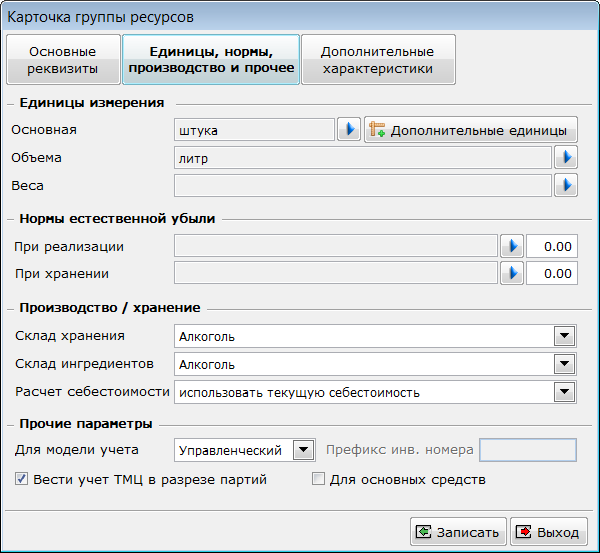 Карточка группы ресурсов
Основные реквизиты
Единицы, нормы, производство и прочее
Дополнительные характеристики
Единицы измерения
Основная штука Дополнительные единицы
Объема литр
Веса
Нормы естественной убыли
При реализации 0.00
При хранении 0.00
Производство / хранение
Склад хранения Алкоголь
Склад ингредиентов Алкоголь
Расчет себестоимости использовать текущую себестоимость
Прочие параметры
Для модели учета Управленческий Префикс инв. номера
Вести учет ТМЦ в разрезе партий Для основных средств
Записать Выход